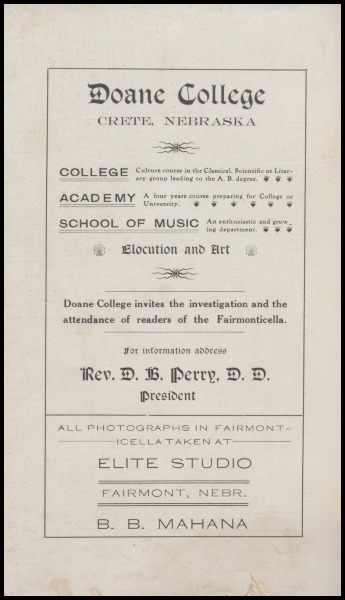 Doane College
CRETE, NEBRASKA
COLLEGE Culture course in the Classical, Scientific or Liter-
ary group leading to the A. B. degree.
ACADEMY A four years course preparing for College or
University.
SCHOOL OF MUSIC An enthusiastic and grow-
ing department.
Elocution and Art
Doane College invites the investigation and the
attendance of readers of the Fairmonticella.
For information address
Rev. D. B. Perry, D. D.
President
ALL PHOTOGRAPHS IN FAIRMONT-
ICELLA TAKEN AT
ELITE STUDIO
FAIRMONT, NEBR.
B. B. MAHANA